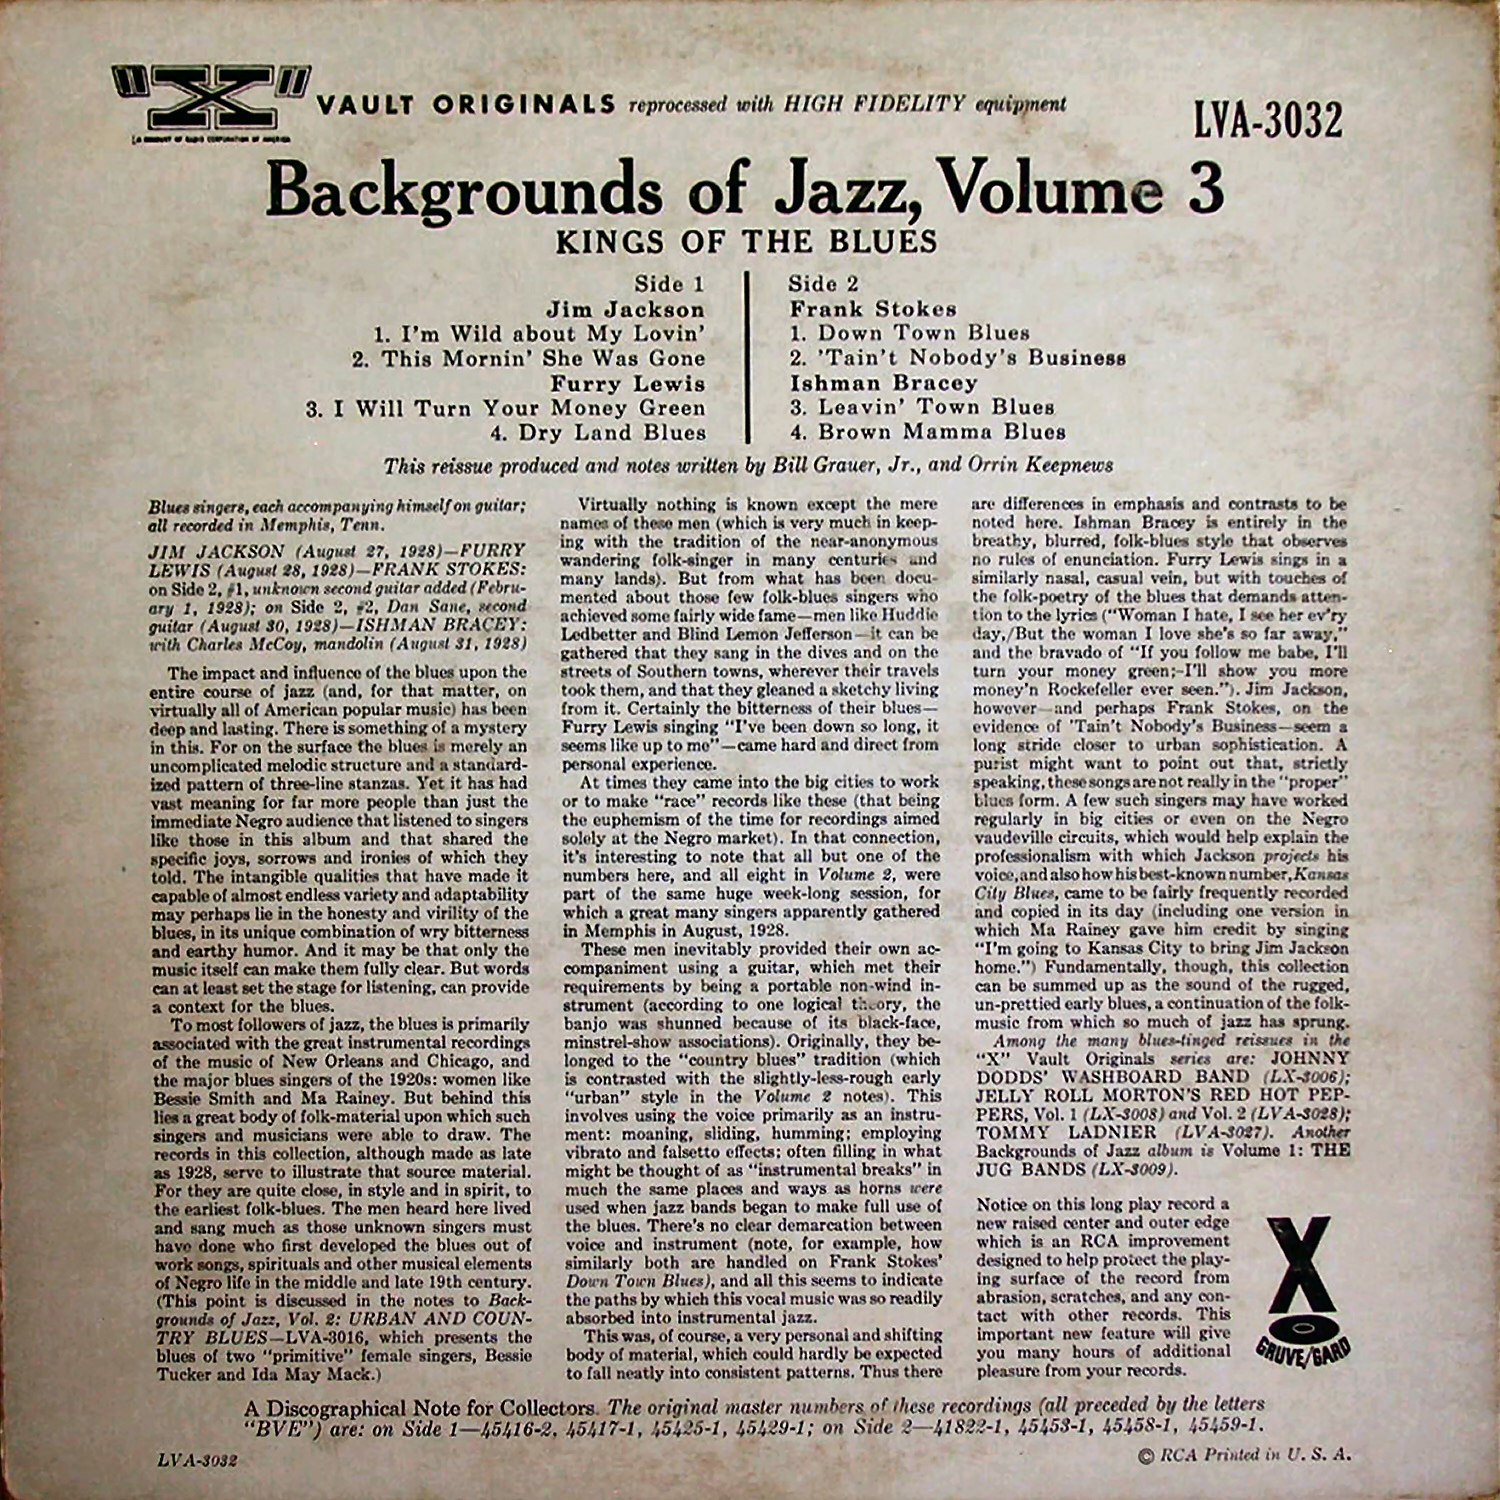 "X" VAULT ORIGINALS reprocessed with HIGH FIDELITY equipment
LVA-3032
(A PRODUCT OF RADIO CORPORATION OF AMERICA
Backgrounds of Jazz, Volume 3
KINGS OF THE BLUES
Side 1
Jim Jackson
1. I'm Wild about My Lovin'
2. This Mornin' She Was Gone
Furry Lewis
3. I Will Turn Your Money Green
4. Dry Land Blues
Side 2
Frank Stokes
1. Down Town Blues
2. 'Tain't Nobody's Business
Ishman Bracey
3. Leavin' Town Blues
4. Brown Mamma Blues
This reissue produced and notes written by Bill Grauer, Jr., and Orrin Keepnews
Blues singers, each accompanying himself on guitar;
all recorded in Memphis, Tenn.
JIM JACKSON (August 27, 1928)—FURRY
LEWIS (August 28, 1928)—FRANK STOKES:
on Side 2, #1, unknown second guitar added (Febru-
ary 1, 1928); on Side 2, #2, Dan Sane, second
guitar (August 30, 1928)—ISHMAN BRACEY:
with Charles McCoy, mandolin (August 31, 1928)
The impact and influence of the blues upon the
entire course of jazz (and, for that matter, on
virtually all of American popular music) has been
deep and lasting. There is something of a mystery
in this. For on the surface the blues is merely an
uncomplicated melodic structure and a standard-
ized pattern of three-line stanzas. Yet it has had
vast meaning for far more people than just the
immediate Negro audience that listened to singers
like those in this album and that shared the
specific joys, sorrows and ironies of which they
told. The intangible qualities that have made it
capable of almost endless variety and adaptability
may perhaps lie in the honesty and virility of the
blues, in its unique combination of wry bitterness
and earthy humor. And it may be that only the
music itself can make them fully clear. But words
can at least set the stage for listening, can provide
a context for the blues.
To most followers of jazz, the blues is primarily
associated with the great instrumental recordings
of the music of New Orleans and Chicago, and
the major blues singers of the 1920s: women like
Bessie Smith and Ma Rainey. But behind this
lies a great body of folk-material upon which such
singers and musicians were able to draw. The
records in this collection, although made as late
as 1928, serve to illustrate that source material.
For they are quite close, in style and in spirit, to
the earliest folk-blues. The men heard here lived
and sang much as those unknown singers must
have done who first developed the blues out of
work songs, spirituals and other musical elements
of Negro life in the middle and late 19th century.
(This point is discussed in the notes to Back-
grounds of Jazz, Vol. 2: URBAN AND COUN-
TRY BLUES—LVA-3016, which presents the
blues of two "primitive" female singers, Bessie
Tucker and Ida May Mack.)
Virtually nothing is known except the mere
names of these men (which is very much in keep-
ing with the tradition of the near-anonymous
wandering folk-singer in many centuries and
many lands). But from what has been docu-
mented about those few folk-blues singers who
achieved some fairly wide fame—men like Huddie
Ledbetter and Blind Lemon Jefferson—it can be
gathered that they sang in the dives and on the
streets of Southern towns, wherever their travels
took them, and that they gleaned a sketchy living
from it. Certainly the bitterness of their blues—
Furry Lewis singing "I've been down so long, it
seems like up to me"—came hard and direct from
personal experience.
At times they came into the big cities to work
or to make "race" records like these (that being
the euphemism of the time for recordings aimed
solely at the Negro market). In that connection,
it's interesting to note that all but one of the
numbers here, and all eight in Volume 2, were
part of the same huge week-long session, for
which a great many singers apparently gathered
in Memphis in August, 1928.
These men inevitably provided their own ac-
companiment using a guitar, which met their
requirements by being a portable non-wind in-
strument (according to one logical theory, the
banjo was shunned because of its black-face,
minstrel-show associations). Originally, they be-
longed to the "country blues" tradition (which
is contrasted with the slightly-less-rough early
"urban" style in the Volume 2 notes). This
involves using the voice primarily as an instru-
ment: moaning, sliding, humming; employing
vibrato and falsetto effects; often filling in what
might be thought of as "instrumental breaks" in
much the same places and ways as horns were
used when jazz bands began to make full use of
the blues. There's no clear demarcation between
voice and instrument (note, for example, how
similarly both are handled on Frank Stokes'
Down Town Blues), and all this seems to indicate
the paths by which this vocal music was so readily
absorbed into instrumental jazz.
This was, of course, a very personal and shifting
body of material, which could hardly be expected
to fall neatly into consistent patterns. Thus there
are differences in emphasis and contrasts to be
noted here. Ishman Bracey is entirely in the
breathy, blurred, folk-blues style that observes
no rules of enunciation. Furry Lewis sings in a
similarly nasal, casual vein, but with touches of
the folk-poetry of the blues that demands atten-
tion to the lyrics ("Woman I hate, I see her ev'ry
day,/But the woman I love she's so far away,"
and the bravado of "If you follow me babe, I'll
turn your money green;-I'll show you more
money'n Rockefeller ever seen."). Jim Jackson,
however—and perhaps Frank Stokes, on the
evidence of 'Tain't Nobody's Business—seem a
long stride closer to urban sophistication. A
purist might want to point out that, strictly
speaking, these songs are not really in the "proper"
blues form. A few such singers may have worked
regularly in big cities or even on the Negro
vaudeville circuits, which would help explain the
professionalism with which Jackson projects his
voice, and also how his best-known number, Kansas
City Blues, came to be fairly frequently recorded
and copied in its day (including one version in
which Ma Rainey gave him credit by singing
"I'm going to Kansas City to bring Jim Jackson
home.") Fundamentally, though, this collection
can be summed up as the sound of the rugged,
un-prettied early blues, a continuation of the folk-
music from which so much of jazz has sprung.
Among the many blues-tinged reissues in the
"X" Vault Originals series are: JOHNNY
DODDS' WASHBOARD BAND (LX-3006);
JELLY ROLL MORTON'S RED HOT PEP-
PERS, Vol. 1 (LX-3008) and Vol. 2 (LVA-3028);
TOMMY LADNIER (LVA-3027). Another
Backgrounds of Jazz album is Volume 1: THE
JUG BANDS (LX-3009).
Notice on this long play record a
new raised center and outer edge
which is an RCA improvement
designed to help protect the play-
ing surface of the record from
abrasion, scratches, and any con-
tact with other records. This
important new feature will give
you many hours of additional
pleasure from your records.
X
GRUVE/GARD
A Discographical Note for Collectors. The original master numbers of these recordings (all preceded by the letters
"BVE") are: on Side 1—45416-2, 45417-1, 45425-1, 45429-1; on Side 2—41822-1, 45453-1, 45458-1, 45459-1.
LVA-3032
© RCA Printed in U. S. A.